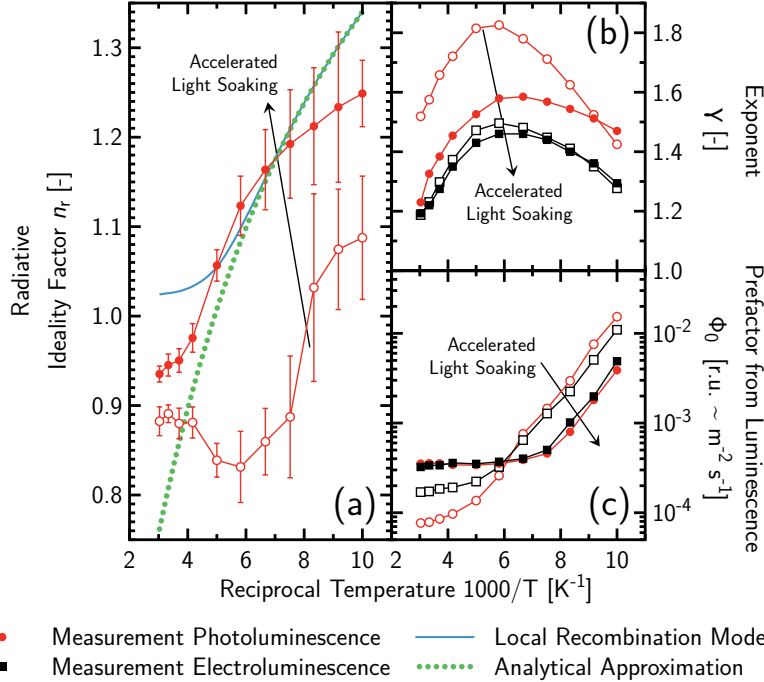 1.3
1.2
1.1
1.0
0.9
0.8
Radiative
Ideality Factor nᵣ [-]
Accelerated
Light Soaking
(a)
2 4 6 8 10
(b)
Accelerated
Light Soaking
1.8
1.6
1.4
1.2
1.0
Exponent
γ [-]
Accelerated
Light Soaking
(c)
10⁻²
10⁻³
10⁻⁴
Prefactor from Luminescence
Φ₀ [r.u. ~ m⁻² s⁻¹]
2 4 6 8 10
Reciprocal Temperature 1000/T [K⁻¹]
Measurement Photoluminescence
Local Recombination Mode
Measurement Electroluminescence
Analytical Approximation